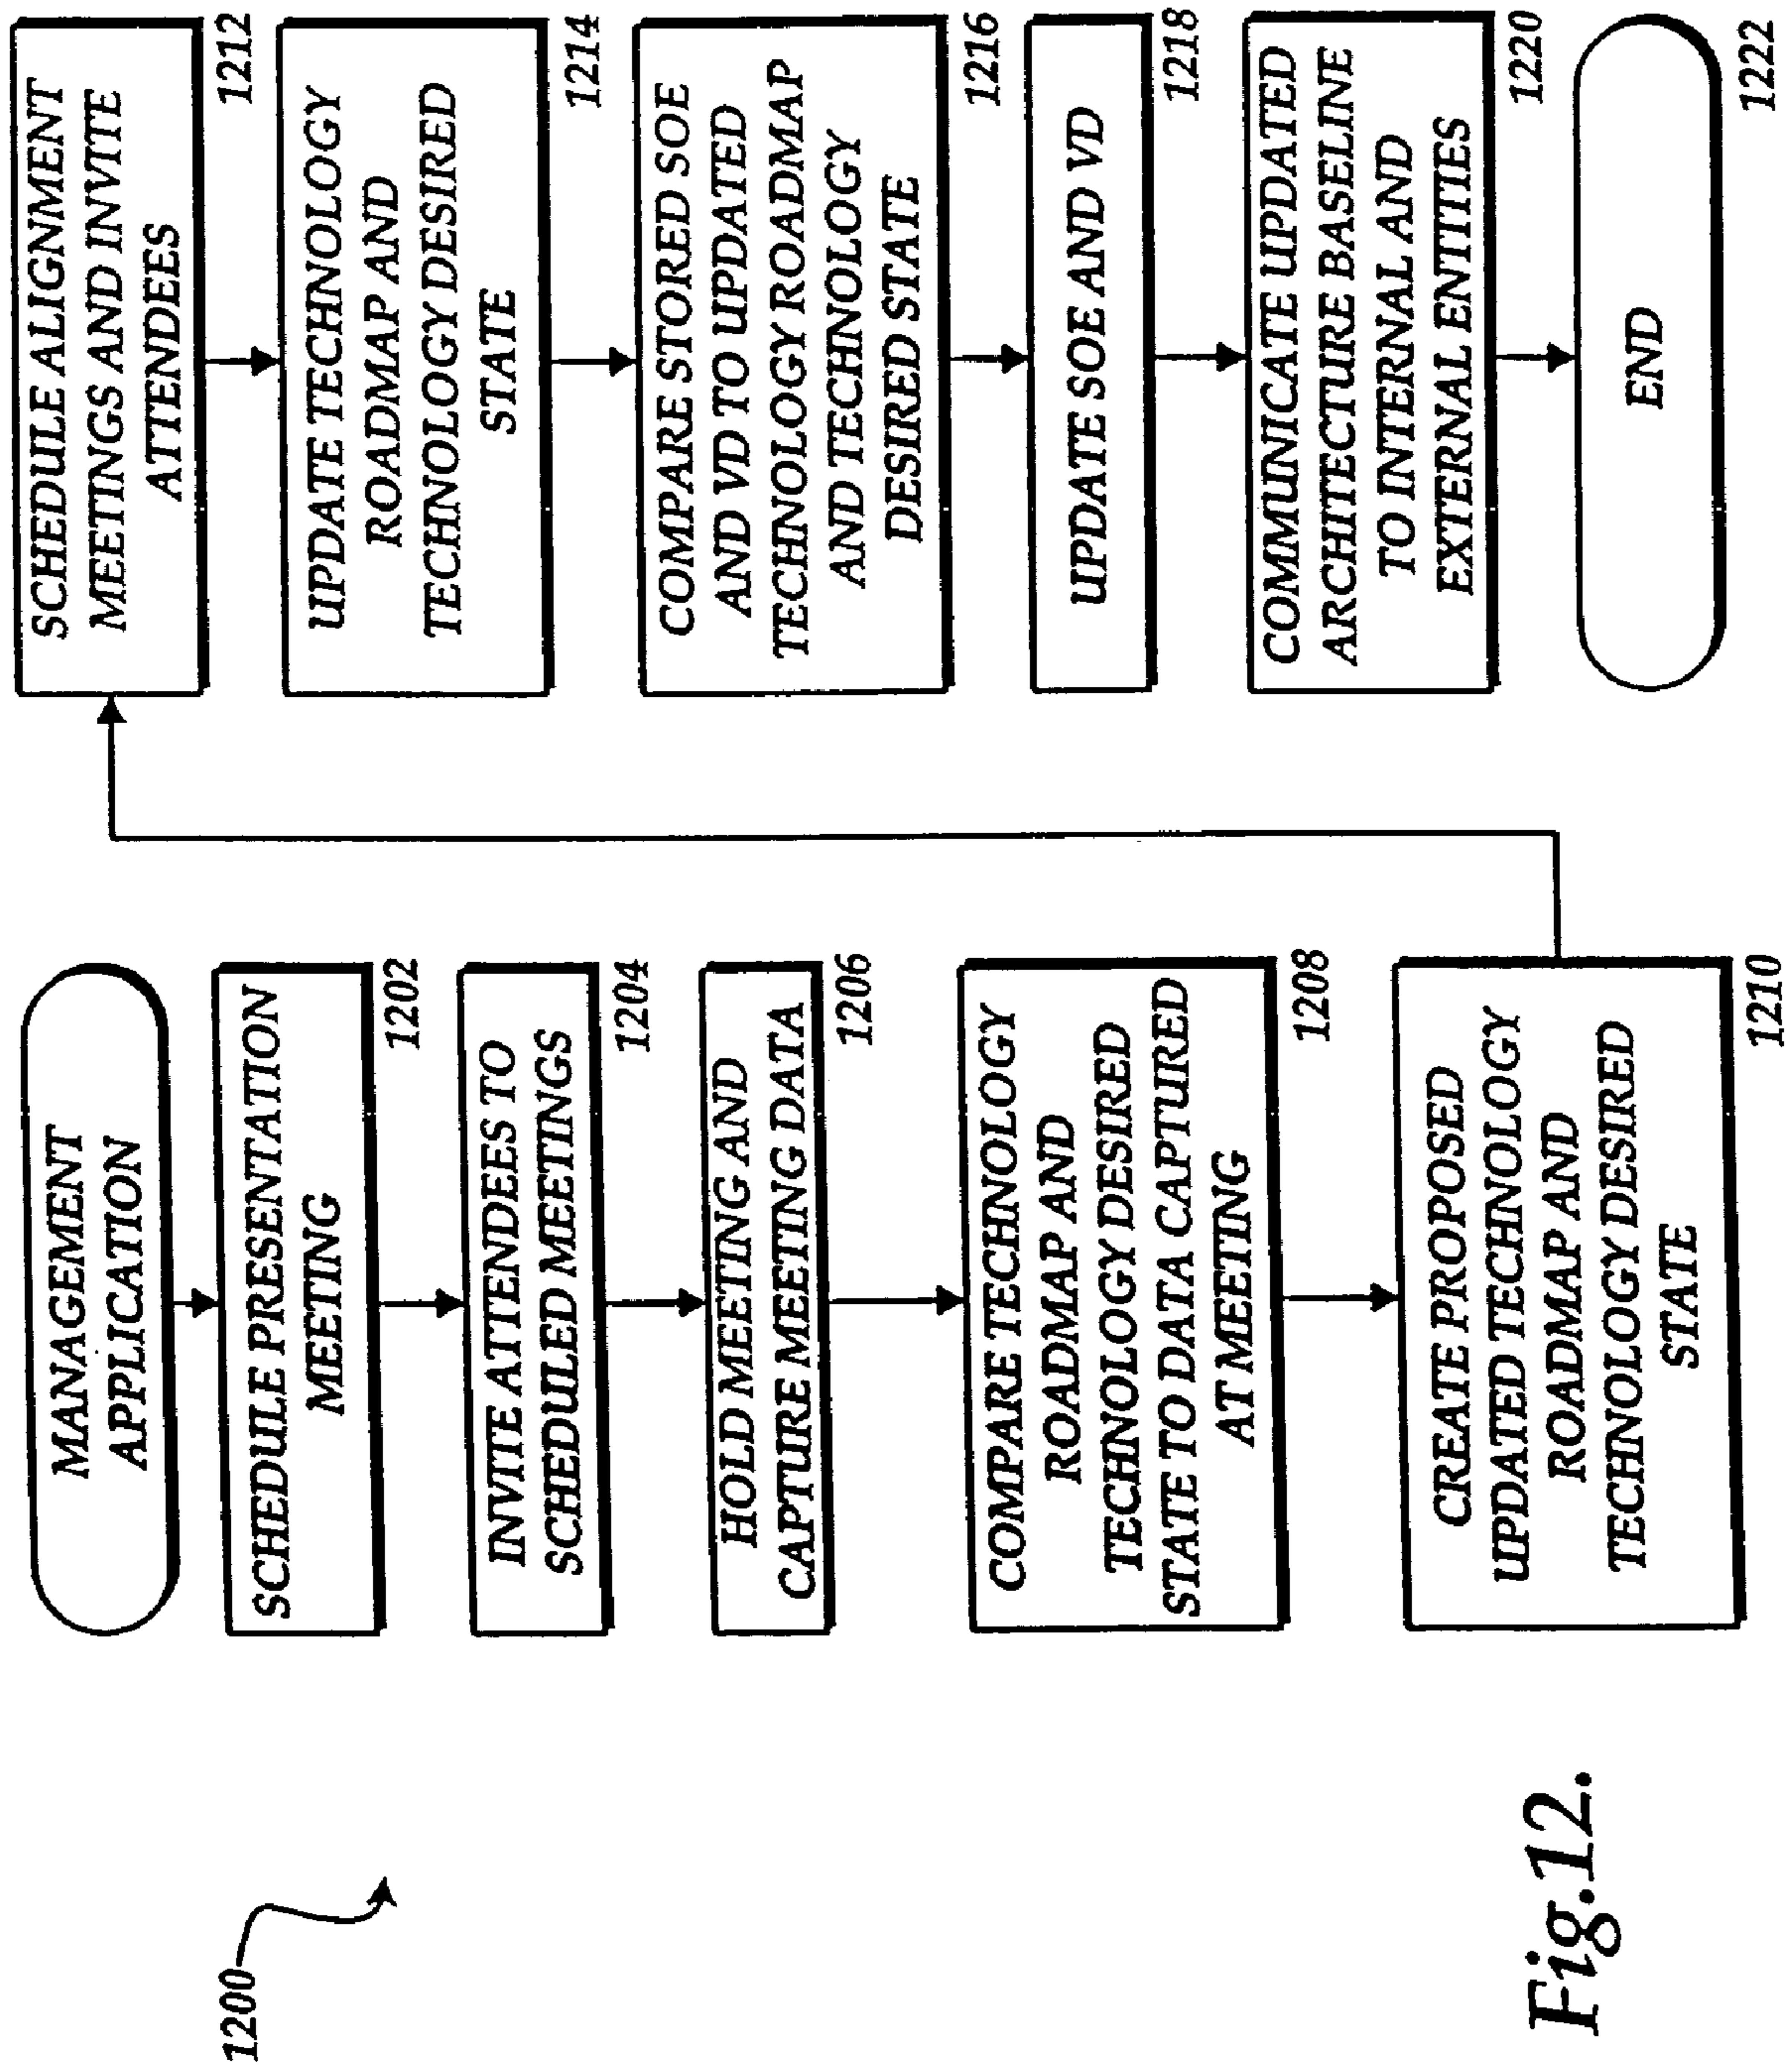 1200
MANAGEMENT
APPLICATION
SCHEDULE PRESENTATION
MEETING
1202
INVITE ATTENDEES TO
SCHEDULED MEETINGS
1204
HOLD MEETING AND
CAPTURE MEETING DATA
1206
COMPARE TECHNOLOGY
ROADMAP AND
TECHNOLOGY DESIRED
STATE TO DATA CAPTURED
AT MEETING
1208
CREATE PROPOSED
UPDATED TECHNOLOGY
ROADMAP AND
TECHNOLOGY DESIRED
STATE
1210
SCHEDULE ALIGNMENT
MEETINGS AND INVITE
ATTENDEES
1212
UPDATE TECHNOLOGY
ROADMAP AND
TECHNOLOGY DESIRED
STATE
1214
COMPARE STORED SOE
AND VD TO UPDATED
TECHNOLOGY ROADMAP
AND TECHNOLOGY
DESIRED STATE
1216
UPDATE SOE AND VD
1218
COMMUNICATE UPDATED
ARCHITECTURE BASELINE
TO INTERNAL AND
EXTERNAL ENTITIES
1220
END
1222
Fig.12.